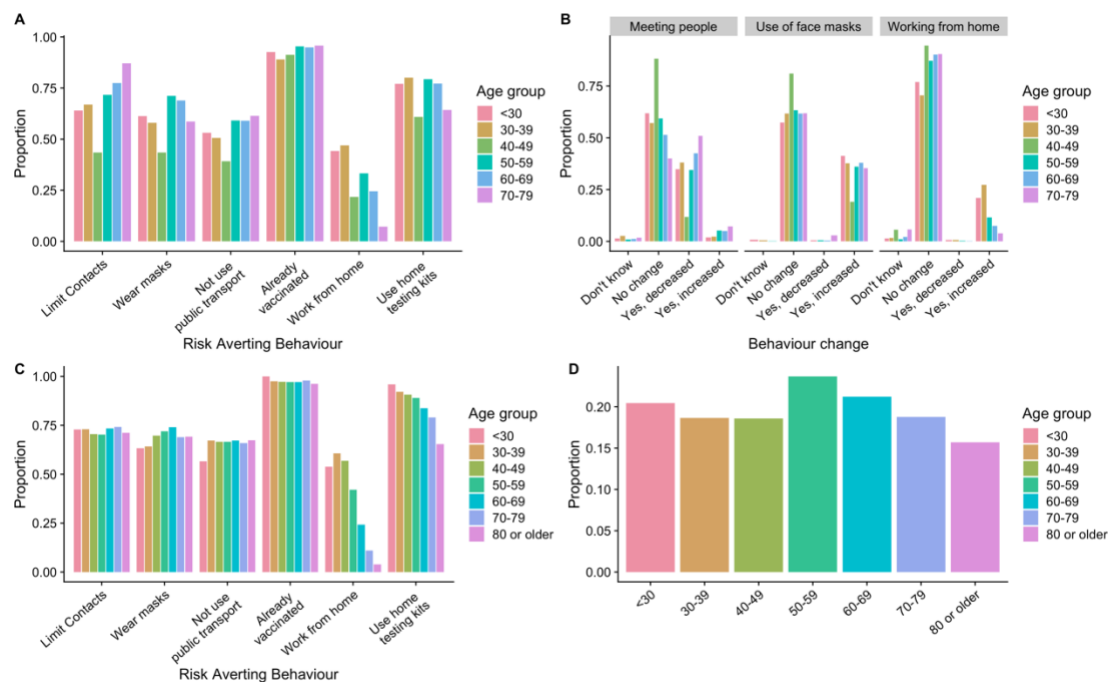 A
1.00
0.75
0.50
0.25
0.00
Proportion
Limit Contacts
Wear masks
Not use
public transport
Already
vaccinated
Work from home
Use home
testing kits
Risk Averting Behaviour
Age group
<30
30-39
40-49
50-59
60-69
70-79
B
Meeting people
Use of face masks
Working from home
0.75
0.50
0.25
0.00
Proportion
Don't know
No change
Yes, decreased
Yes, increased
Don't know
No change
Yes, decreased
Yes, increased
Don't know
No change
Yes, decreased
Yes, increased
Behaviour change
Age group
<30
30-39
40-49
50-59
60-69
70-79
C
1.00
0.75
0.50
0.25
0.00
Proportion
Limit Contacts
Wear masks
Not use
public transport
Already
vaccinated
Work from home
Use home
testing kits
Risk Averting Behaviour
Age group
<30
30-39
40-49
50-59
60-69
70-79
80 or older
D
0.20
0.15
0.10
0.05
0.00
Proportion
<30
30-39
40-49
50-59
60-69
70-79
80 or older
Age group
<30
30-39
40-49
50-59
60-69
70-79
80 or older